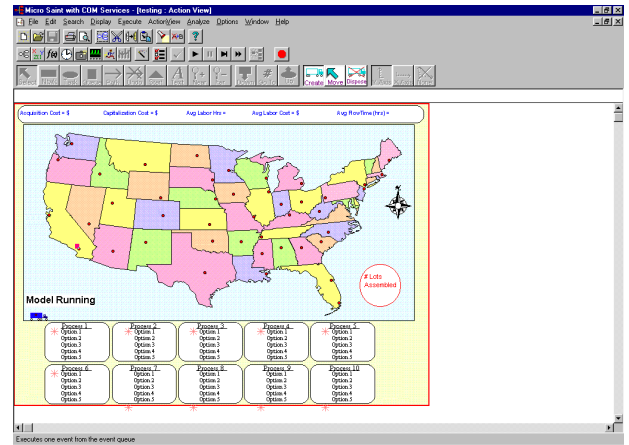 Micro Saint with COM Services - [testing : Action View]
File Edit Search Display Execute ActionView Analyze Options Window Help
Create Move Dispose
Acquisition Cost = $ Capitalization Cost = $ Avg Labor Hrs = Avg Labor Cost = $ Avg FlowTime (hrs) =
# Lots
Assembled
Model Running
Process 1 Process 2 Process 3 Process 4 Process 5
Option 1 Option 1 Option 1 Option 1 Option 1
Option 2 Option 2 Option 2 Option 2 Option 2
Option 3 Option 3 Option 3 Option 3 Option 3
Option 4 Option 4 Option 4 Option 4 Option 4
Option 5 Option 5 Option 5 Option 5 Option 5
Process 6 Process 7 Process 8 Process 9 Process 10
Option 1 Option 1 Option 1 Option 1 Option 1
Option 2 Option 2 Option 2 Option 2 Option 2
Option 3 Option 3 Option 3 Option 3 Option 3
Option 4 Option 4 Option 4 Option 4 Option 4
Option 5 Option 5 Option 5 Option 5 Option 5
Executes one event from the event queue